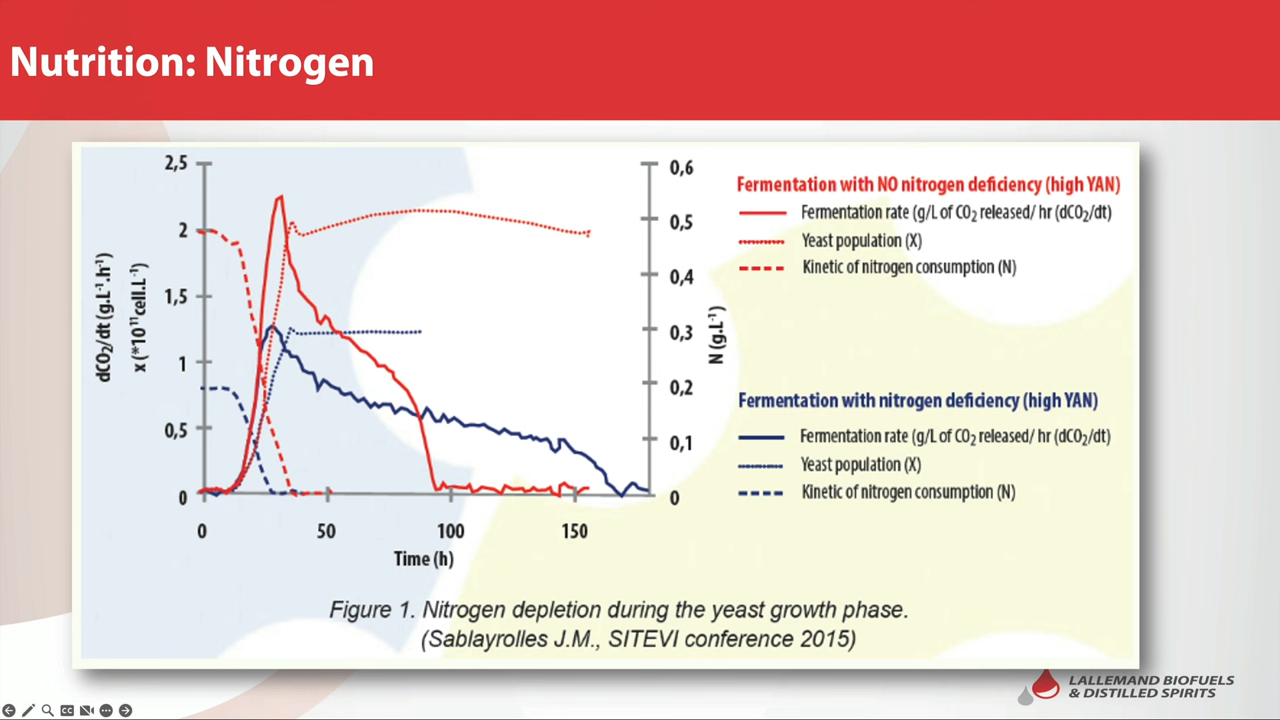 Nutrition: Nitrogen
2,5
2
1,5
1
0,5
0
dCO₂/dt (g.L⁻¹.h⁻¹)
x (*10¹¹cell.L⁻¹)
0,6
0,5
0,4
0,3
0,2
0,1
0
N (g.L⁻¹)
0
50
100
150
Time (h)
Fermentation with NO nitrogen deficiency (high YAN)
Fermentation rate (g/L of CO₂ released/ hr (dCO₂/dt)
Yeast population (X)
Kinetic of nitrogen consumption (N)
Fermentation with nitrogen deficiency (high YAN)
Fermentation rate (g/L of CO₂ released/ hr (dCO₂/dt)
Yeast population (X)
Kinetic of nitrogen consumption (N)
Figure 1. Nitrogen depletion during the yeast growth phase.
(Sablayrolles J.M., SITEVI conference 2015)
LALLEMAND BIOFUELS
& DISTILLED SPIRITS
CC